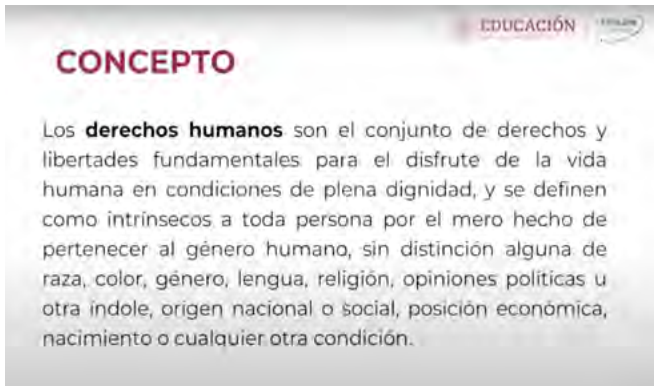 EDUCACIÓN
CONCEPTO
Los derechos humanos son el conjunto de derechos y
libertades fundamentales para el disfrute de la vida
humana en condiciones de plena dignidad, y se definen
como intrínsecos a toda persona por el mero hecho de
pertenecer al género humano, sin distinción alguna de
raza, color, género, lengua, religión, opiniones políticas u
otra índole, origen nacional o social, posición económica,
nacimiento o cualquier otra condición.